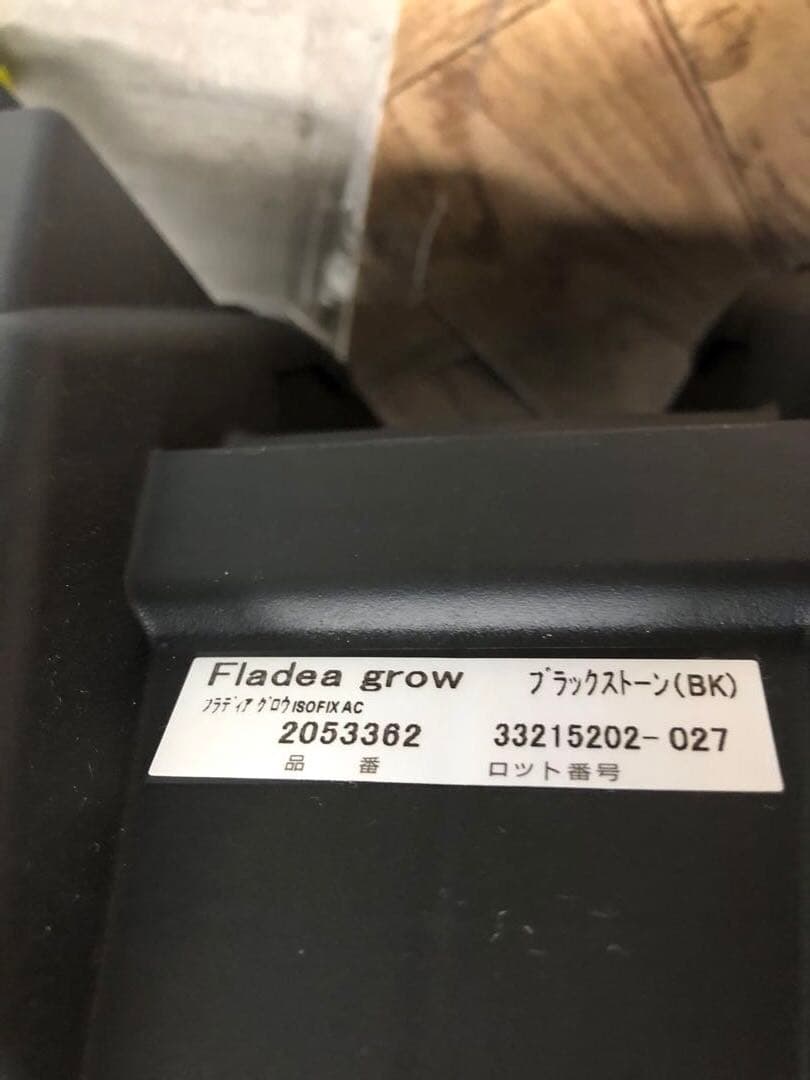 Fladea grow ブラックストーン(BK)
フラディア グロウ ISOFIX AC
2053362 33215202-027
品 番 ロット番号